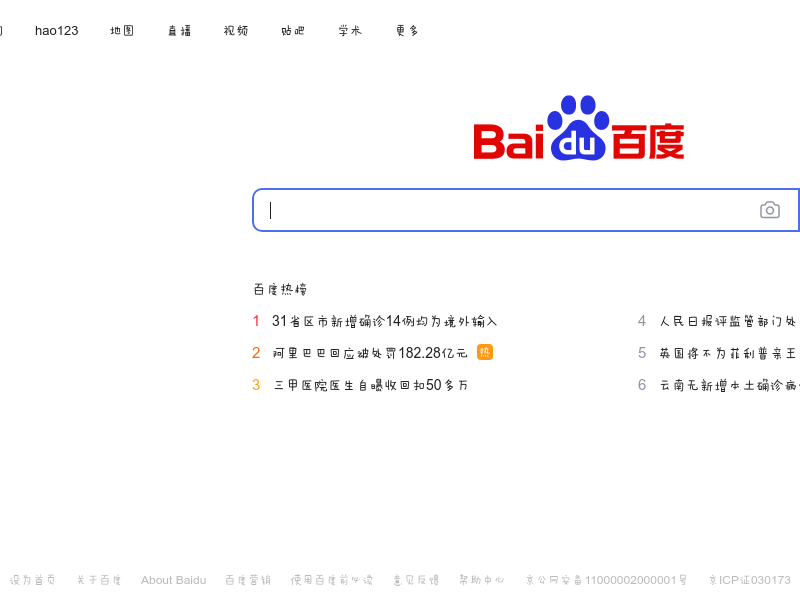 hao123 地图 直播 视频 贴吧 学术 更多
Baidu百度
百度热榜
1 31省区市新增确诊14例均为境外输入
2 阿里巴巴回应被处罚182.28亿元 热
3 三甲医院医生自曝收回扣50多万
4 人民日报评监管部门处
5 英国将不为菲利普亲王
6 云南无新增本土确诊病
设为首页 关于百度 About Baidu 百度营销 使用百度前必读 意见反馈 帮助中心 京公网安备11000002000001号 京ICP证030173